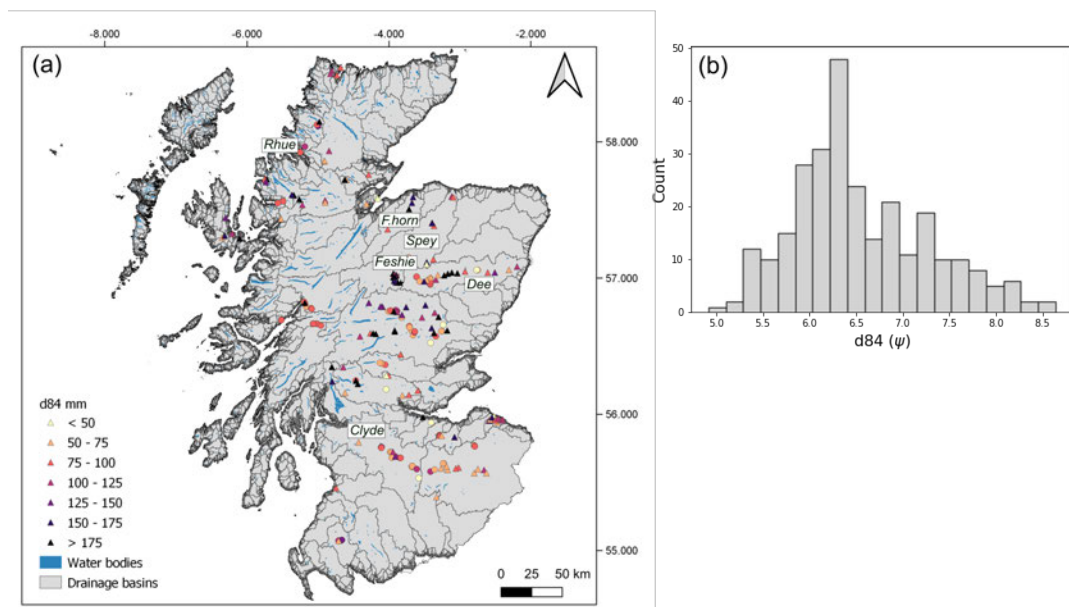 -8.000 -6.000 -4.000 -2.000
(a)
58.000
57.000
56.000
55.000
Rhue
F.horn
Spey
Feshie
Dee
Clyde
d84 mm
< 50
50 - 75
75 - 100
100 - 125
125 - 150
150 - 175
> 175
Water bodies
Drainage basins
0 25 50 km
(b)
50
40
30
20
10
0
Count
5.0 5.5 6.0 6.5 7.0 7.5 8.0 8.5
d84 (ψ)